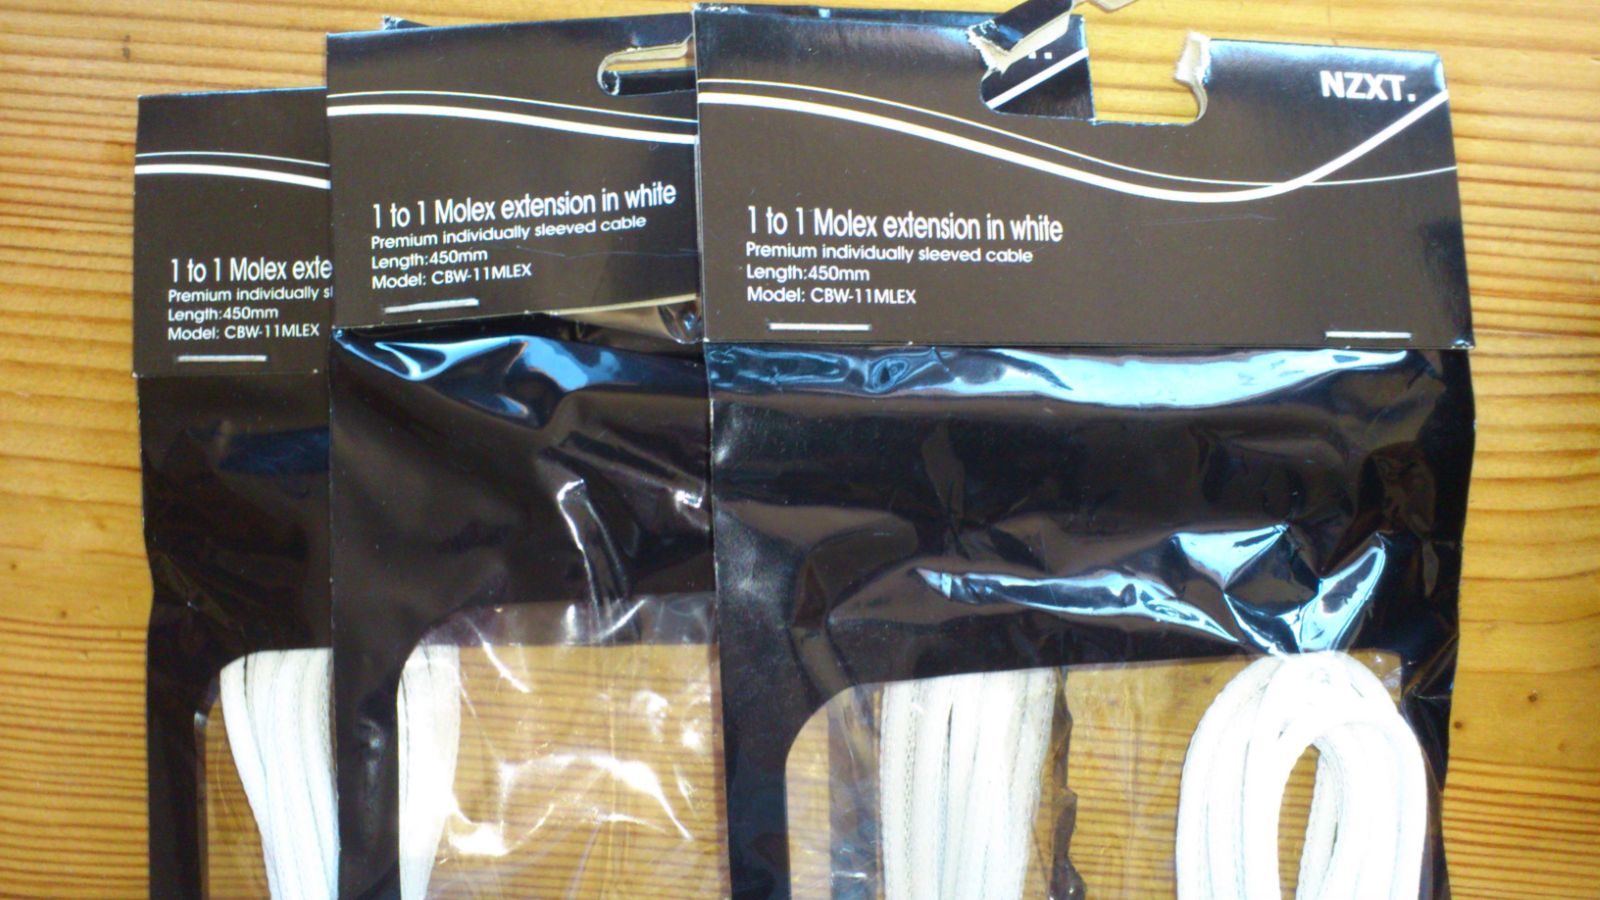 1 to 1 Molex exte
Premium individually sl
Length:450mm
Model: CBW-11MLEX
1 to 1 Molex extension in white
Premium individually sleeved cable
Length:450mm
Model: CBW-11MLEX
NZXT.
1 to 1 Molex extension in white
Premium individually sleeved cable
Length:450mm
Model: CBW-11MLEX